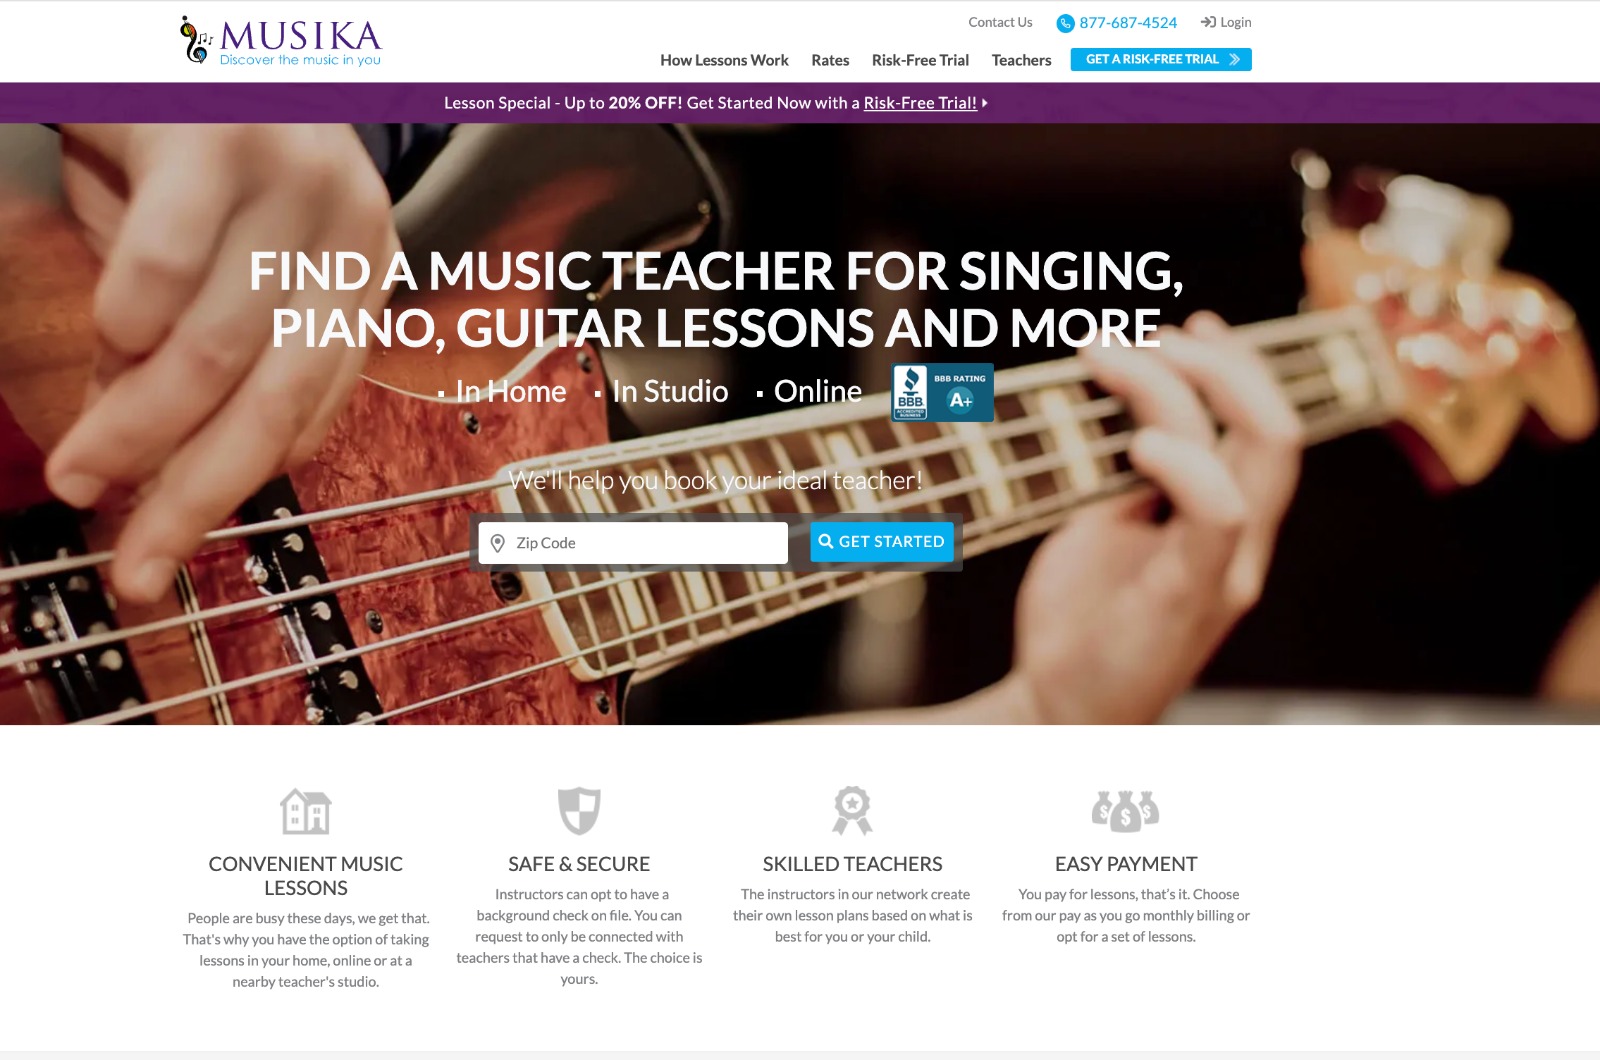 MUSIKA
Discover the music in you
Contact Us
877-687-4524
Login
How Lessons Work
Rates
Risk-Free Trial
Teachers
GET A RISK-FREE TRIAL
Lesson Special - Up to 20% OFF! Get Started Now with a Risk-Free Trial!
FIND A MUSIC TEACHER FOR SINGING,
PIANO, GUITAR LESSONS AND MORE
In Home
In Studio
Online
BBB.
ACCREDITED
BUSINESS
BBB RATING
A+
We'll help you book your ideal teacher!
Zip Code
GET STARTED
CONVENIENT MUSIC
LESSONS
People are busy these days, we get that.
That's why you have the option of taking
lessons in your home, online or at a
nearby teacher's studio.
SAFE & SECURE
Instructors can opt to have a
background check on file. You can
request to only be connected with
teachers that have a check. The choice is
yours.
SKILLED TEACHERS
The instructors in our network create
their own lesson plans based on what is
best for you or your child.
EASY PAYMENT
You pay for lessons, that’s it. Choose
from our pay as you go monthly billing or
opt for a set of lessons.